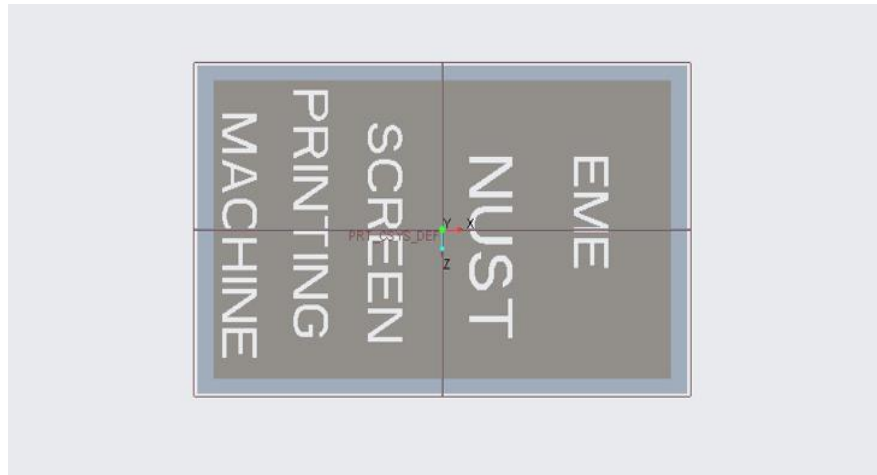 EME
NUST
SCREEN
PRINTING
MACHINE
PRT_CSYS_DEF
X
Y
Z